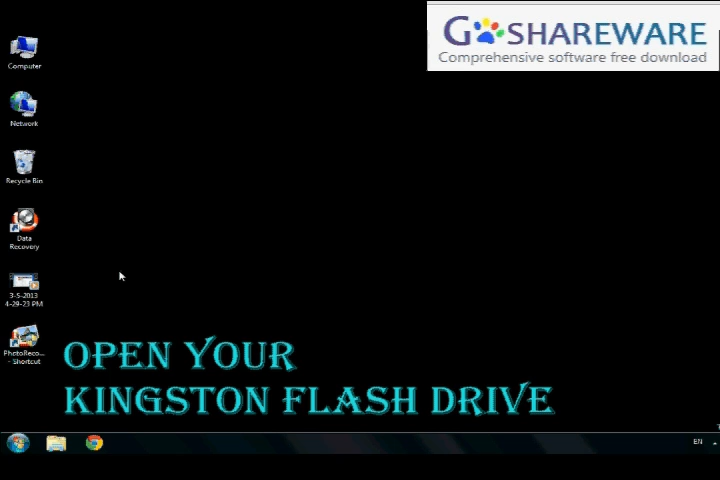 GoSHAREWARE
Comprehensive software free download
Computer
Network
Recycle Bin
Data
Recovery
3-5-2013
4-29-23 PM
PhotoReco...
- Shortcut
OPEN YOUR
KINGSTON FLASH DRIVE
EN